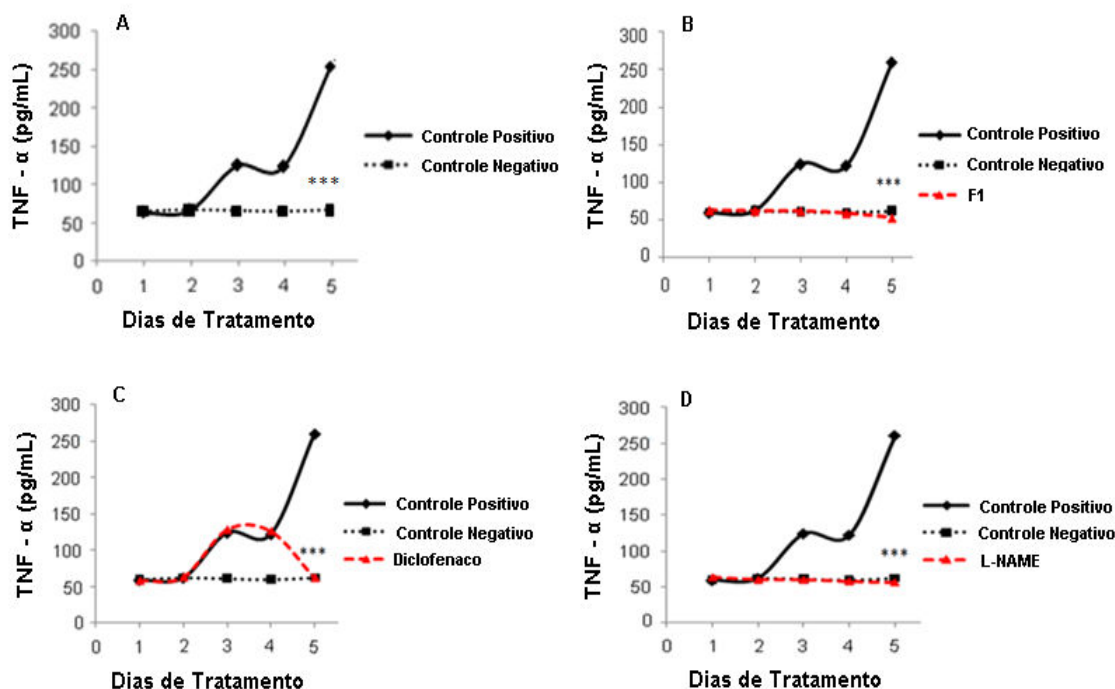 A
TNF - α (pg/mL)
300
250
200
150
100
50
0
0 1 2 3 4 5
Dias de Tratamento
Controle Positivo
Controle Negativo
***
B
TNF - α (pg/mL)
300
250
200
150
100
50
0
0 1 2 3 4 5
Dias de Tratamento
Controle Positivo
Controle Negativo
F1
***
C
TNF - α (pg/mL)
300
250
200
150
100
50
0
0 1 2 3 4 5
Dias de Tratamento
Controle Positivo
Controle Negativo
Diclofenaco
***
D
TNF - α (pg/mL)
300
250
200
150
100
50
0
0 1 2 3 4 5
Dias de Tratamento
Controle Positivo
Controle Negativo
L-NAME
***